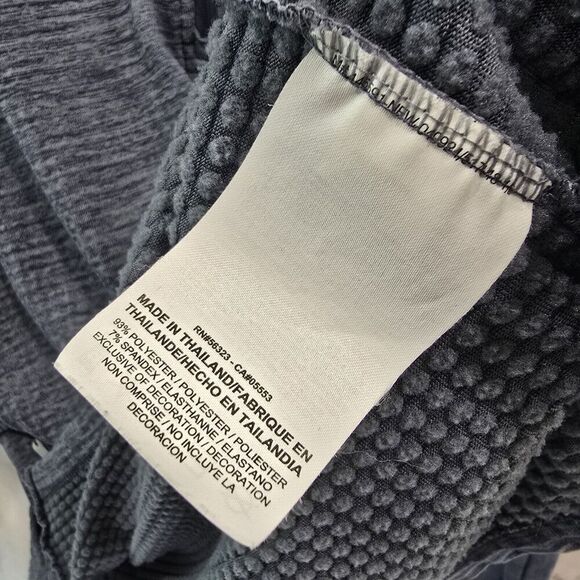 RN#56323 - CA#05553
MADE IN THAILAND/FABRIQUE EN
THAILANDE/HECHO EN TAILANDIA
93% POLYESTER / POLYESTER / POLIESTER
7% SPANDEX / ELASTHANNE / ELASTANO
EXCLUSIVE OF DECORATION / DECORATION
NON COMPRISE / NO INCLUYE LA
DECORACION